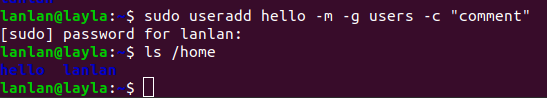 lanlan@layla:~$ sudo useradd hello -m -g users -c "comment"
[sudo] password for lanlan:
lanlan@layla:~$ ls /home
hello lanlan
lanlan@layla:~$